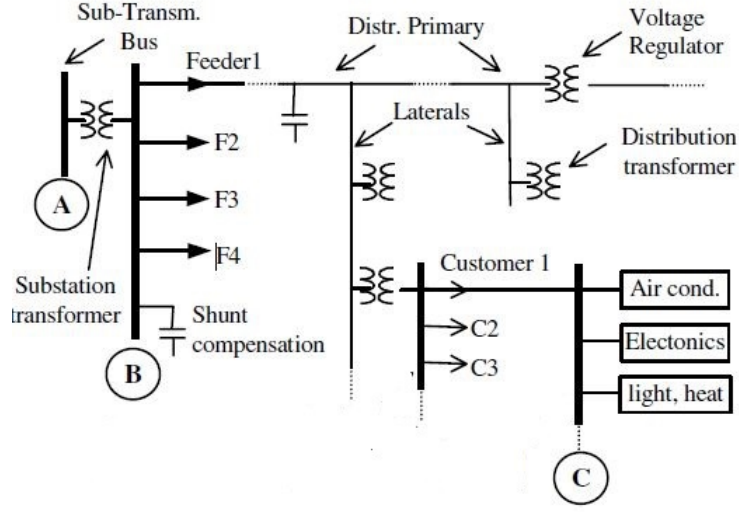 Sub-Transm.
Bus
Feeder1
Distr. Primary
Voltage
Regulator
Laterals
F2
Distribution
transformer
A
F3
F4
Substation
transformer
Shunt
compensation
B
Customer 1
Air cond.
C2
Electonics
C3
light, heat
C